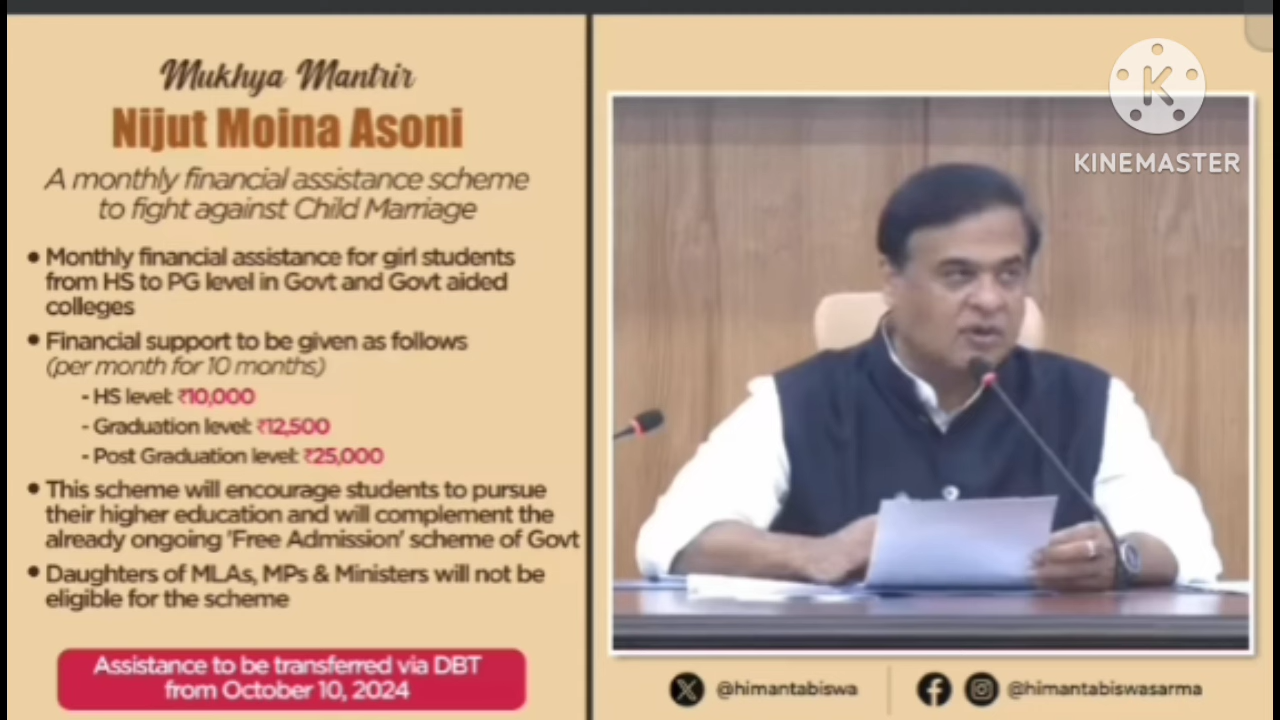 Mukhya Mantrir
Nijut Moina Asoni
A monthly financial assistance scheme
to fight against Child Marriage
• Monthly financial assistance for girl students
from HS to PG level in Govt and Govt aided
colleges
• Financial support to be given as follows
(per month for 10 months)
- HS level: ₹10,000
- Graduation level: ₹12,500
- Post Graduation level: ₹25,000
• This scheme will encourage students to pursue
their higher education and will complement the
already ongoing 'Free Admission' scheme of Govt
• Daughters of MLAs, MPs & Ministers will not be
eligible for the scheme
Assistance to be transferred via DBT
from October 10, 2024
K
KINEMASTER
@himantabiswa
@himantabiswasarma